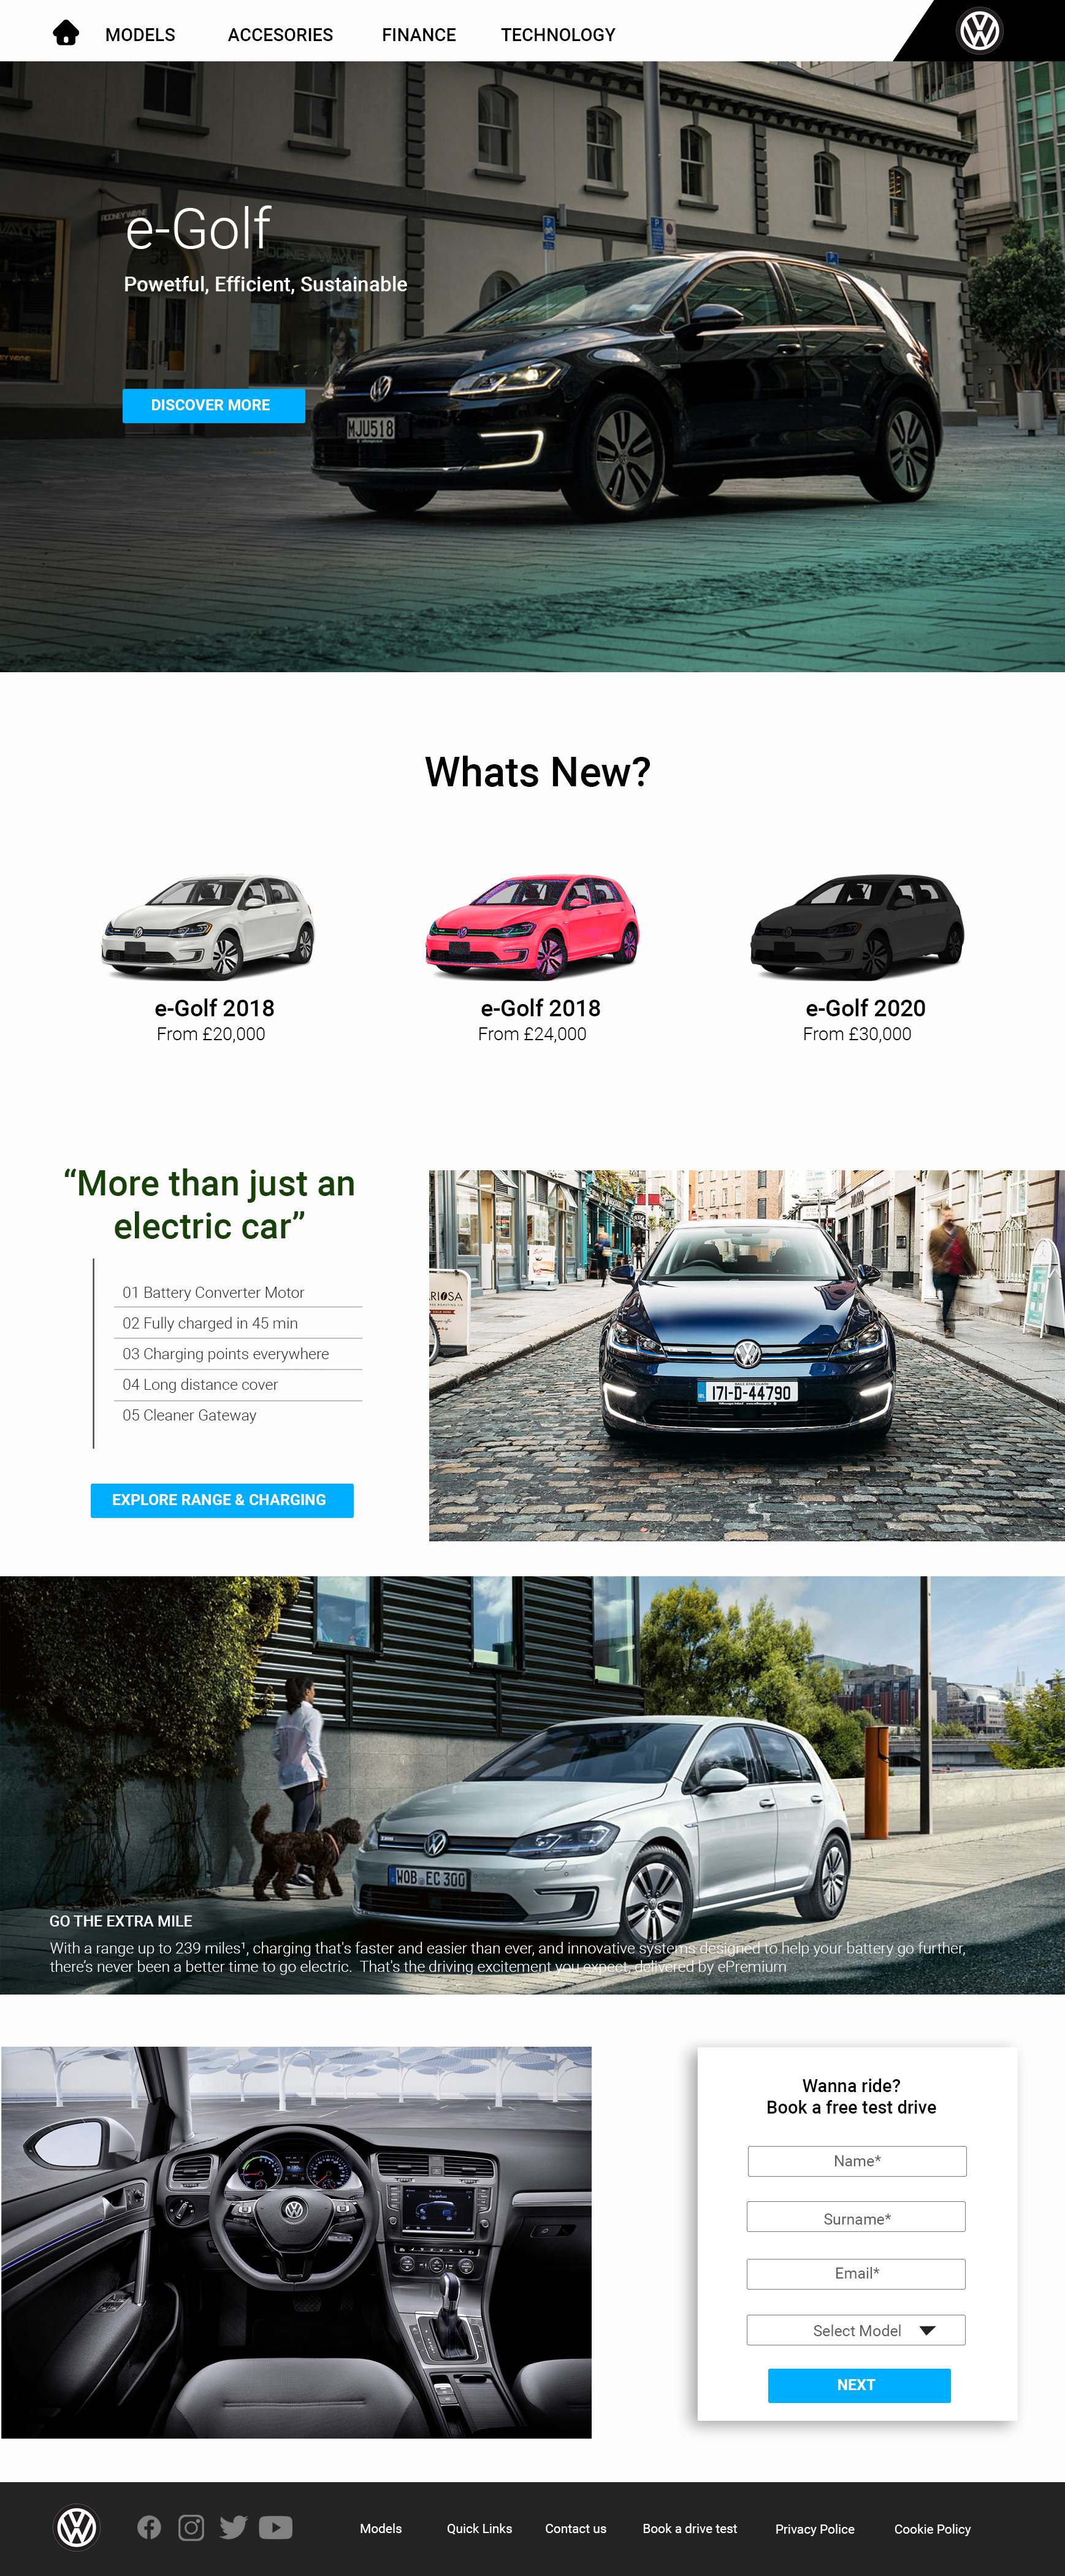 MODELS ACCESORIES FINANCE TECHNOLOGY
e-Golf
Powetful, Efficient, Sustainable
DISCOVER MORE
MJU518
Whats New?
e-Golf 2018
From £20,000
e-Golf 2018
From £24,000
e-Golf 2020
From £30,000
“More than just an
electric car”
01 Battery Converter Motor
02 Fully charged in 45 min
03 Charging points everywhere
04 Long distance cover
05 Cleaner Gateway
EXPLORE RANGE & CHARGING
171-D-44790
WOB EC 300
GO THE EXTRA MILE
With a range up to 239 miles¹, charging that's faster and easier than ever, and innovative systems designed to help your battery go further,
there's never been a better time to go electric. That's the driving excitement you expect, delivered by ePremium
Wanna ride?
Book a free test drive
Name*
Surname*
Email*
Select Model
NEXT
Models Quick Links Contact us Book a drive test Privacy Police Cookie Policy